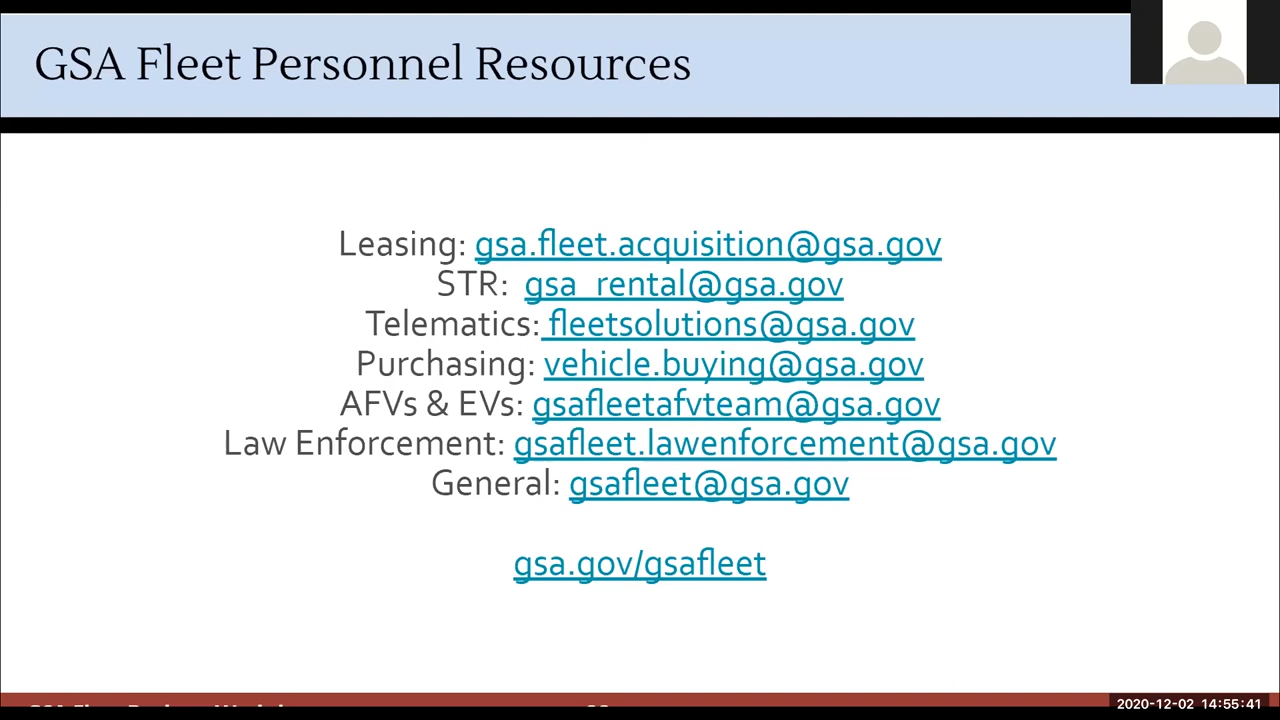 GSA Fleet Personnel Resources
Leasing: gsa.fleet.acquisition@gsa.gov
STR: gsa_rental@gsa.gov
Telematics: fleetsolutions@gsa.gov
Purchasing: vehicle.buying@gsa.gov
AFVs & EVs: gsafleetafvteam@gsa.gov
Law Enforcement: gsafleet.lawenforcement@gsa.gov
General: gsafleet@gsa.gov
gsa.gov/gsafleet
2020-12-02 14:55:41